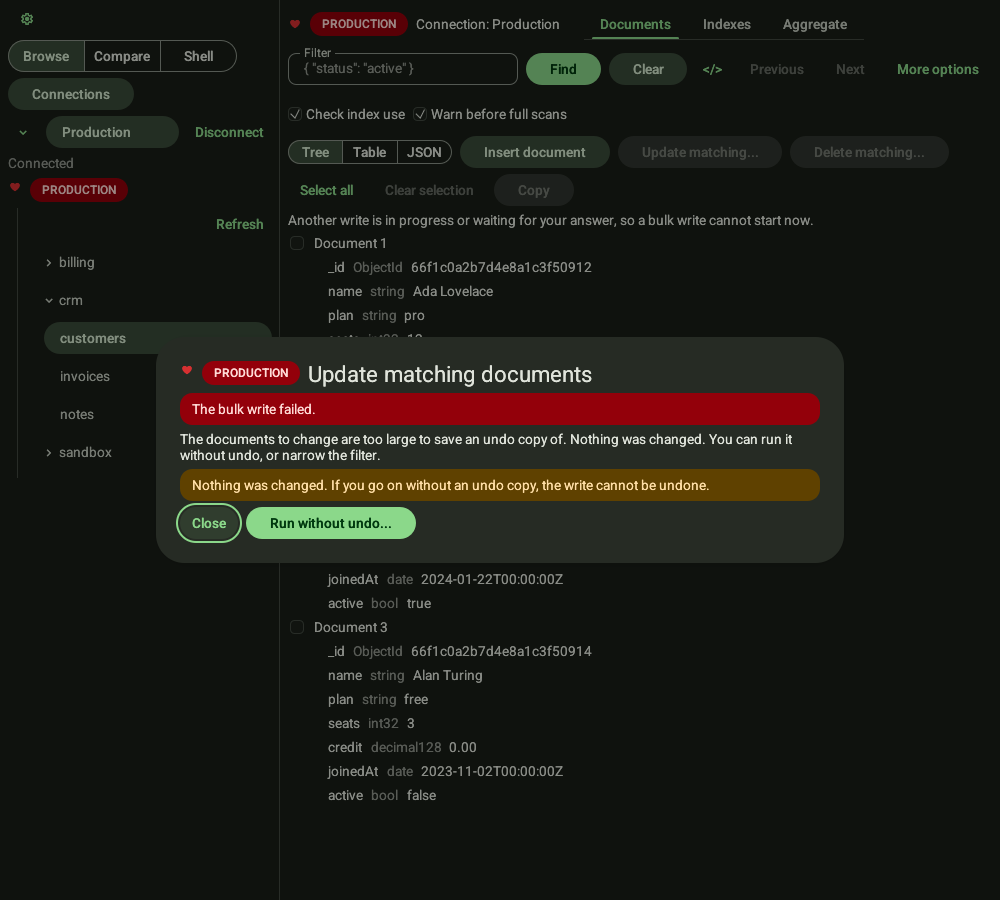 Browse Compare Shell
Connections
Production Disconnect
Connected
PRODUCTION
Refresh
billing
crm
customers
invoices
notes
sandbox
PRODUCTION Connection: Production Documents Indexes Aggregate
Filter
{ "status": "active" } Find Clear </> Previous Next More options
Check index use Warn before full scans
Tree Table JSON Insert document Update matching... Delete matching...
Select all Clear selection Copy
Another write is in progress or waiting for your answer, so a bulk write cannot start now.
Document 1
_id ObjectId 66f1c0a2b7d4e8a1c3f50912
name string Ada Lovelace
plan string pro
PRODUCTION Update matching documents
The bulk write failed.
The documents to change are too large to save an undo copy of. Nothing was changed. You can run it
without undo, or narrow the filter.
Nothing was changed. If you go on without an undo copy, the write cannot be undone.
Close Run without undo...
joinedAt date 2024-01-22T00:00:00Z
active bool true
Document 3
_id ObjectId 66f1c0a2b7d4e8a1c3f50914
name string Alan Turing
plan string free
seats int32 3
credit decimal128 0.00
joinedAt date 2023-11-02T00:00:00Z
active bool false